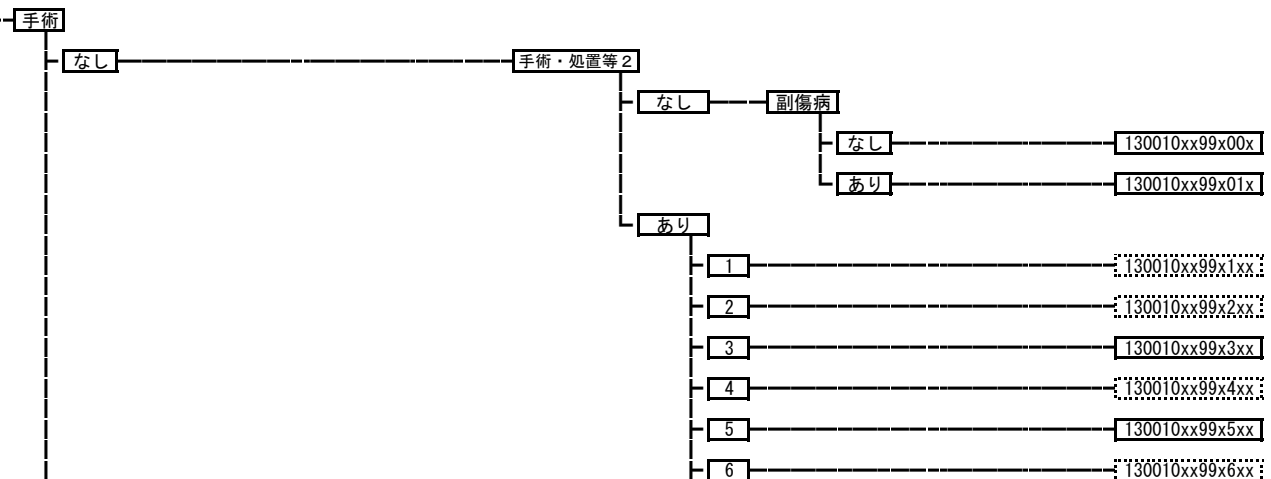 手術
なし 手術・処置等２
なし 副傷病
なし 130010xx99x00x
あり 130010xx99x01x
あり
1 130010xx99x1xx
2 130010xx99x2xx
3 130010xx99x3xx
4 130010xx99x4xx
5 130010xx99x5xx
6 130010xx99x6xx